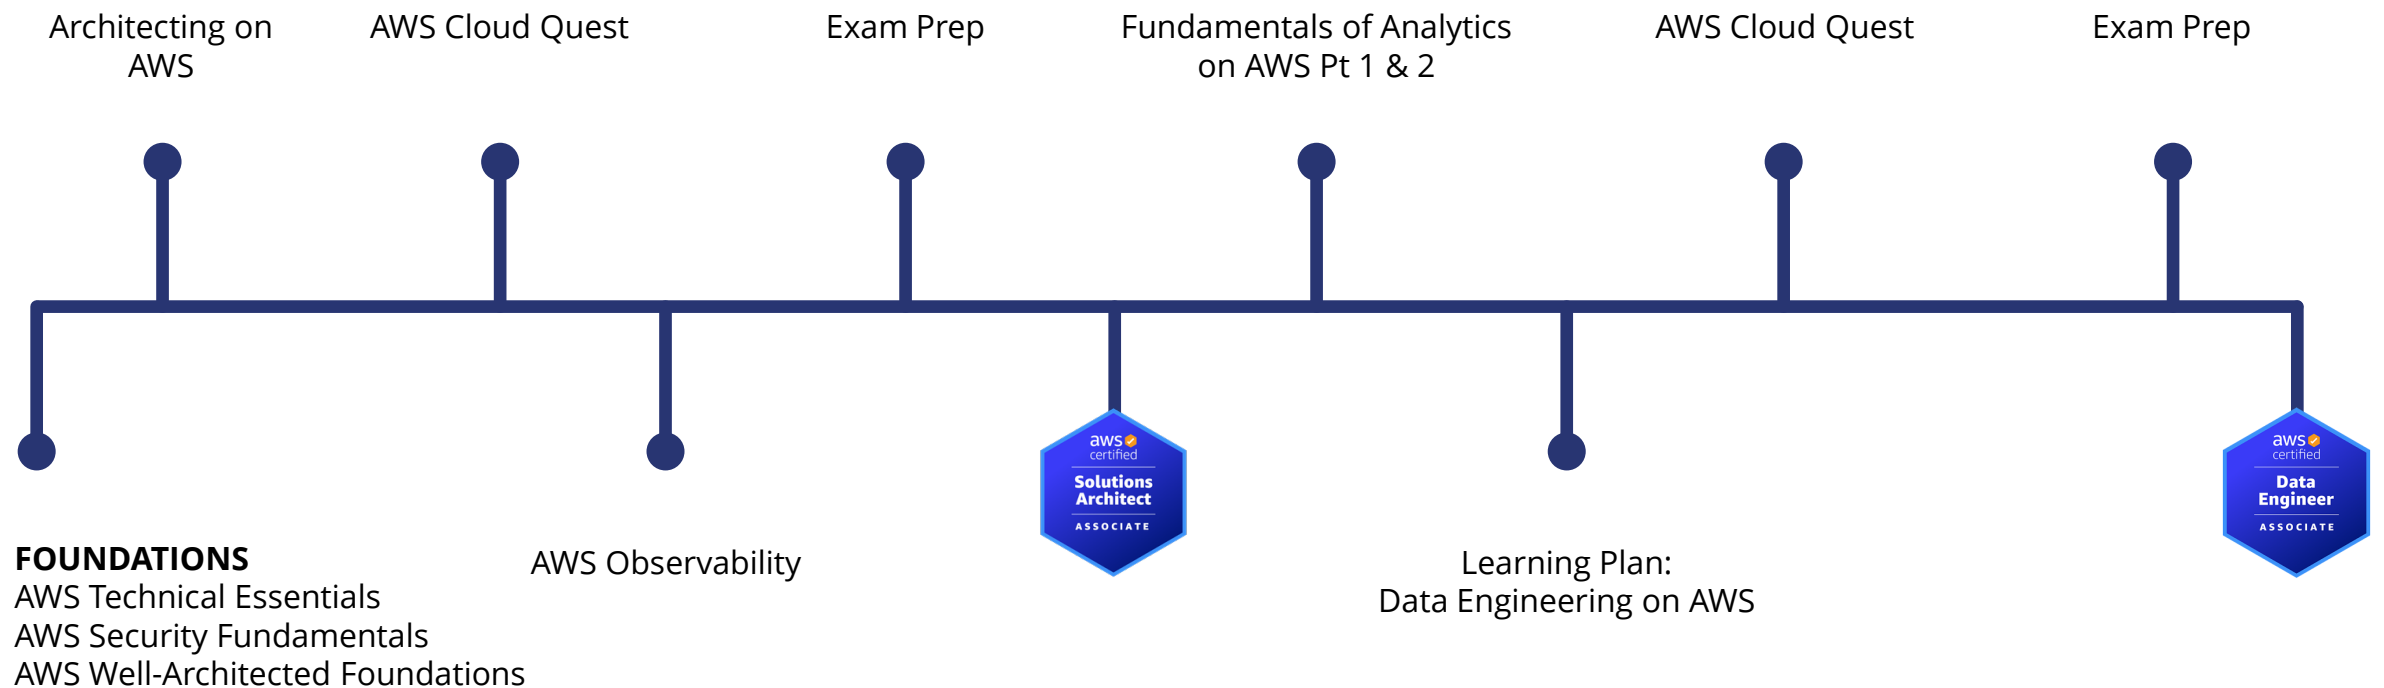 Architecting on
AWS
AWS Cloud Quest
Exam Prep
Fundamentals of Analytics
on AWS Pt 1 & 2
AWS Cloud Quest
Exam Prep
aws
certified
Solutions
Architect
ASSOCIATE
aws
certified
Data
Engineer
ASSOCIATE
FOUNDATIONS
AWS Technical Essentials
AWS Security Fundamentals
AWS Well-Architected Foundations
AWS Observability
Learning Plan:
Data Engineering on AWS